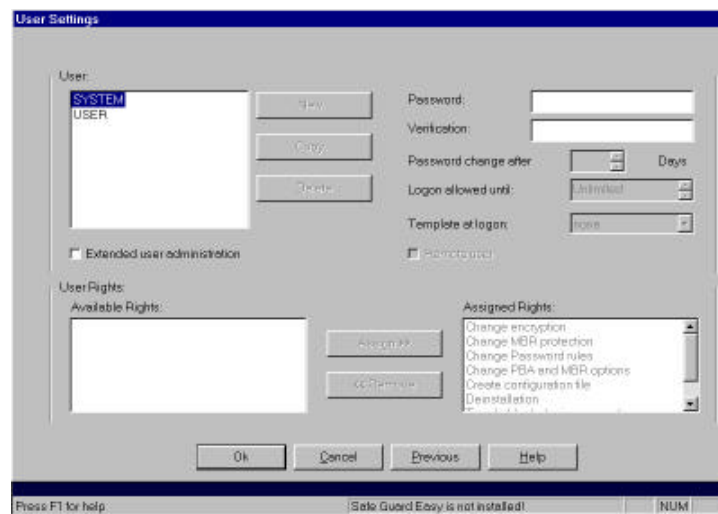 User Settings
User:
SYSTEM
USER
New
Copy
Delete
Password:
Verification:
Password change after
Days
Logon allowed until:
Unlimited
Template at logon:
none
Extended user administration
Remote user
User Rights:
Available Rights:
Assigned Rights:
Change encryption
Change MBR protection
Change Password rules
Change PBA and MBR options
Create configuration file
Deinstallation
<< Remove
Ok
Cancel
Previous
Help
Press F1 for help
Safe Guard Easy is not installed!
NUM